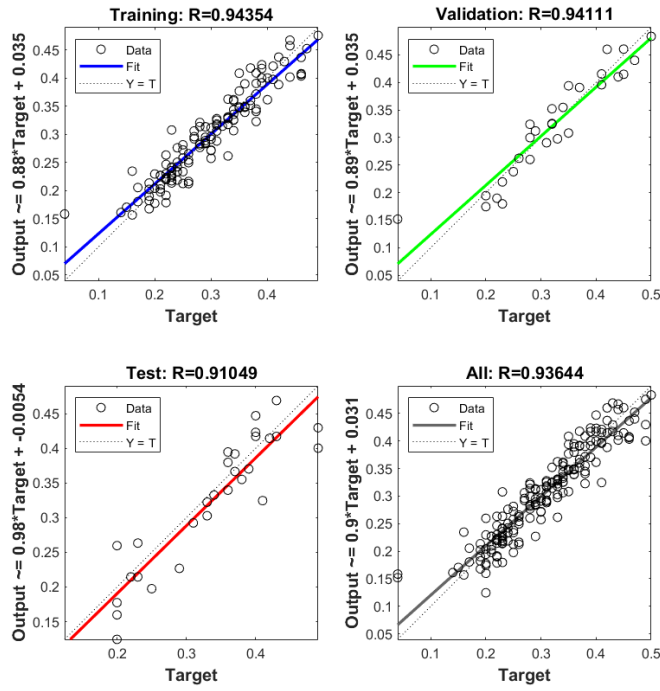 Training: R=0.94354
Output ~= 0.88*Target + 0.035
0.45
0.4
0.35
0.3
0.25
0.2
0.15
0.1
0.05
Data
Fit
Y = T
0.1
0.2
0.3
0.4
Target
Validation: R=0.94111
Output ~= 0.89*Target + 0.035
0.45
0.4
0.35
0.3
0.25
0.2
0.15
0.1
0.05
Data
Fit
Y = T
0.1
0.2
0.3
0.4
0.5
Target
Test: R=0.91049
Output ~= 0.98*Target + -0.0054
0.45
0.4
0.35
0.3
0.25
0.2
0.15
Data
Fit
Y = T
0.2
0.3
0.4
Target
All: R=0.93644
Output ~= 0.9*Target + 0.031
0.45
0.4
0.35
0.3
0.25
0.2
0.15
0.1
0.05
Data
Fit
Y = T
0.1
0.2
0.3
0.4
0.5
Target